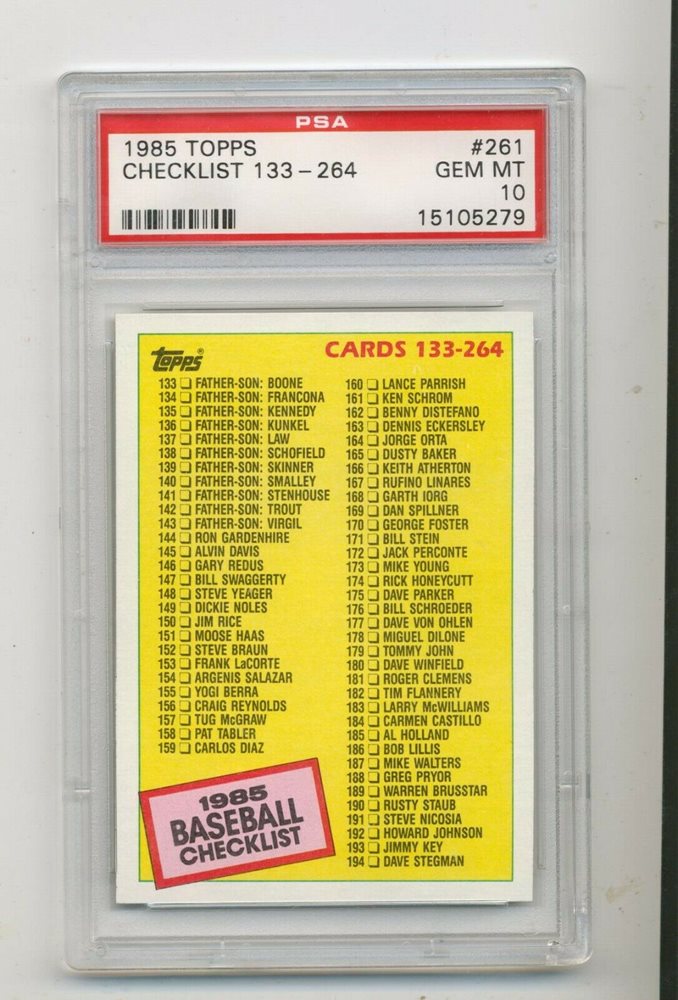 PSA
1985 TOPPS #261
CHECKLIST 133-264 GEM MT
10
15105279
topps®
CARDS 133-264
133 FATHER-SON: BOONE
134 FATHER-SON: FRANCONA
135 FATHER-SON: KENNEDY
136 FATHER-SON: KUNKEL
137 FATHER-SON: LAW
138 FATHER-SON: SCHOFIELD
139 FATHER-SON: SKINNER
140 FATHER-SON: SMALLEY
141 FATHER-SON: STENHOUSE
142 FATHER-SON: TROUT
143 FATHER-SON: VIRGIL
144 RON GARDENHIRE
145 ALVIN DAVIS
146 GARY REDUS
147 BILL SWAGGERTY
148 STEVE YEAGER
149 DICKIE NOLES
150 JIM RICE
151 MOOSE HAAS
152 STEVE BRAUN
153 FRANK LaCORTE
154 ARGENIS SALAZAR
155 YOGI BERRA
156 CRAIG REYNOLDS
157 TUG McGRAW
158 PAT TABLER
159 CARLOS DIAZ
160 LANCE PARRISH
161 KEN SCHROM
162 BENNY DISTEFANO
163 DENNIS ECKERSLEY
164 JORGE ORTA
165 DUSTY BAKER
166 KEITH ATHERTON
167 RUFINO LINARES
168 GARTH IORG
169 DAN SPILLNER
170 GEORGE FOSTER
171 BILL STEIN
172 JACK PERCONTE
173 MIKE YOUNG
174 RICK HONEYCUTT
175 DAVE PARKER
176 BILL SCHROEDER
177 DAVE VON OHLEN
178 MIGUEL DILONE
179 TOMMY JOHN
180 DAVE WINFIELD
181 ROGER CLEMENS
182 TIM FLANNERY
183 LARRY McWILLIAMS
184 CARMEN CASTILLO
185 AL HOLLAND
186 BOB LILLIS
187 MIKE WALTERS
188 GREG PRYOR
189 WARREN BRUSSTAR
190 RUSTY STAUB
191 STEVE NICOSIA
192 HOWARD JOHNSON
193 JIMMY KEY
194 DAVE STEGMAN
1985
BASEBALL
CHECKLIST